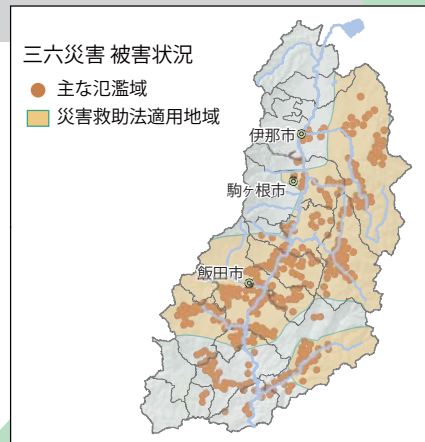 三六災害 被害状況
主な氾濫域
災害救助法適用地域
伊那市
駒ヶ根市
飯田市